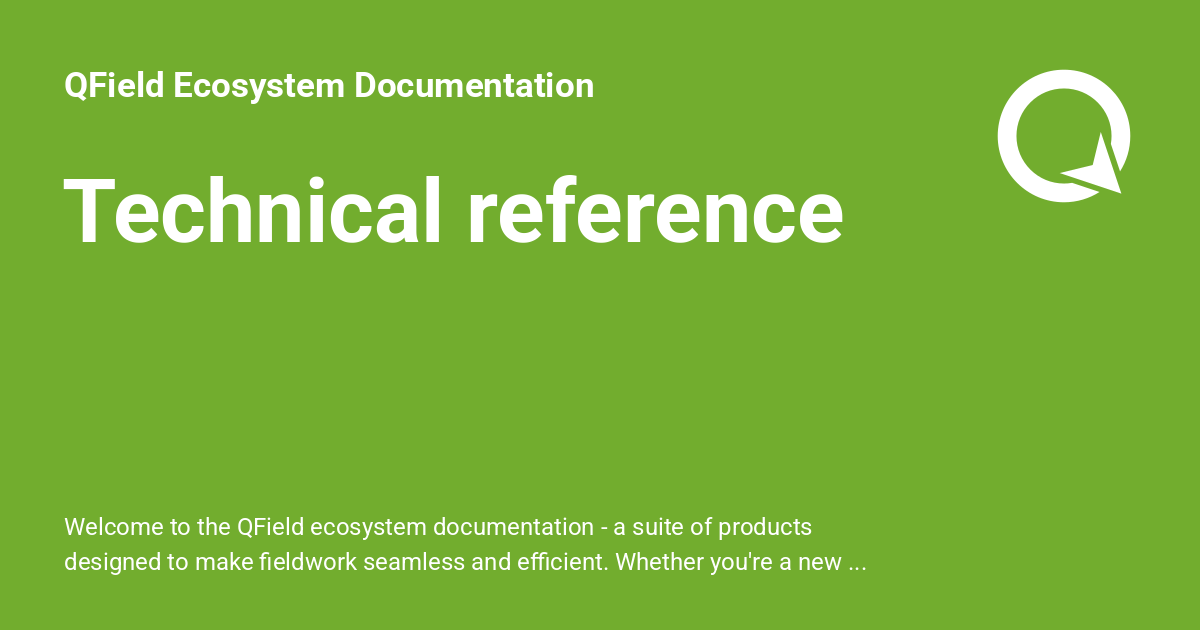 QField Ecosystem Documentation
Technical reference
Welcome to the QField ecosystem documentation - a suite of products
designed to make fieldwork seamless and efficient. Whether you're a new ...